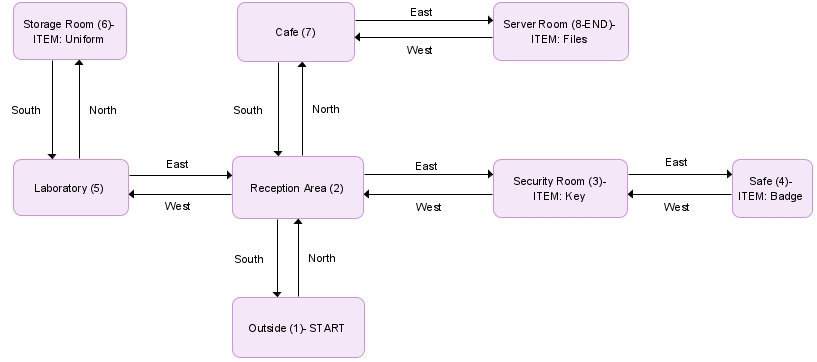 Storage Room (6)-
ITEM: Uniform
Cafe (7)
East
West
Server Room (8-END)-
ITEM: Files
South
North
South
North
Laboratory (5)
East
West
Reception Area (2)
East
West
Security Room (3)-
ITEM: Key
East
West
Safe (4)-
ITEM: Badge
South
North
Outside (1)- START